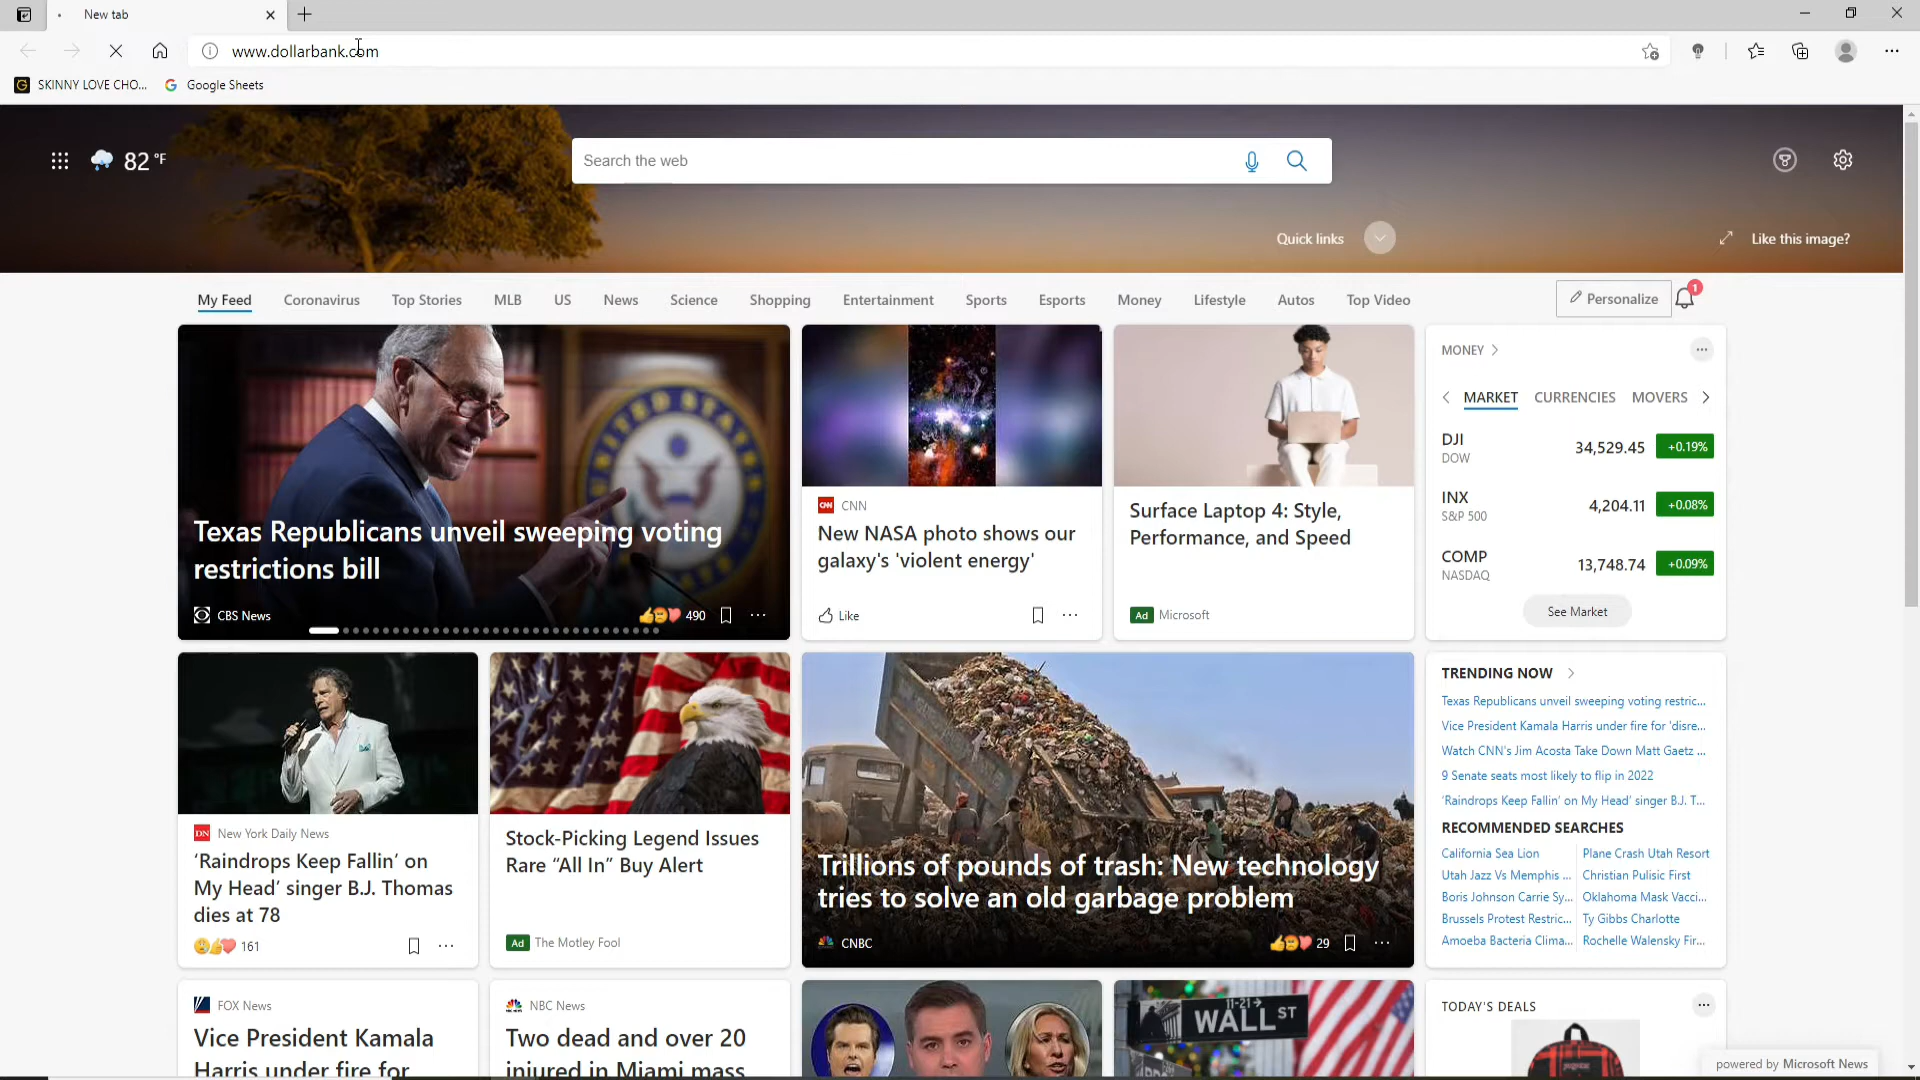 New tab
www.dollarbank.com
SKINNY LOVE CHO...
Google Sheets
82 °F
Search the web
Quick links
Like this image?
My Feed
Coronavirus
Top Stories
MLB
US
News
Science
Shopping
Entertainment
Sports
Esports
Money
Lifestyle
Autos
Top Video
Personalize
1
Texas Republicans unveil sweeping voting
restrictions bill
CBS News
490
CNN
CNN
New NASA photo shows our
galaxy's 'violent energy'
Like
Surface Laptop 4: Style,
Performance, and Speed
Ad Microsoft
MONEY
MARKET
CURRENCIES
MOVERS
DJI
DOW
34,529.45
+0.19%
INX
S&P 500
4,204.11
+0.08%
COMP
NASDAQ
13,748.74
+0.09%
See Market
DN New York Daily News
'Raindrops Keep Fallin' on
My Head' singer B.J. Thomas
dies at 78
161
Stock-Picking Legend Issues
Rare "All In" Buy Alert
Ad The Motley Fool
Trillions of pounds of trash: New technology
tries to solve an old garbage problem
CNBC
29
TRENDING NOW
Texas Republicans unveil sweeping voting restric...
Vice President Kamala Harris under fire for 'disre...
Watch CNN's Jim Acosta Take Down Matt Gaetz ...
9 Senate seats most likely to flip in 2022
'Raindrops Keep Fallin' on My Head' singer B.J. T...
RECOMMENDED SEARCHES
California Sea Lion
Plane Crash Utah Resort
Utah Jazz Vs Memphis ...
Christian Pulisic First
Boris Johnson Carrie Sy...
Oklahoma Mask Vacci...
Brussels Protest Restric...
Ty Gibbs Charlotte
Amoeba Bacteria Clima...
Rochelle Walensky Fir...
FOX News
Vice President Kamala
Harris under fire for
NBC News
Two dead and over 20
injured in Miami mass
11-21
WALL ST
TODAY'S DEALS
powered by Microsoft News